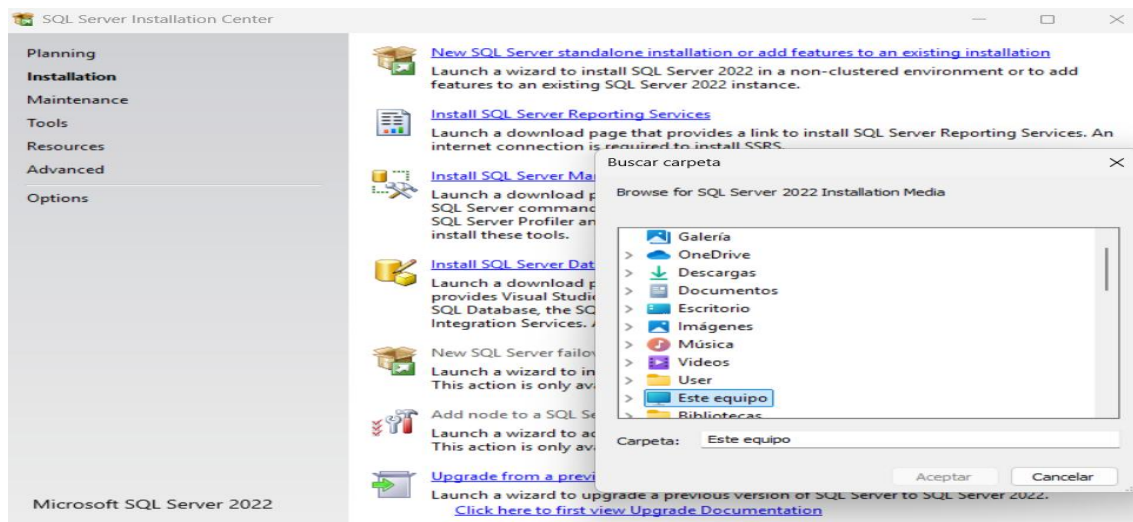 SQL Server Installation Center
Planning
Installation
Maintenance
Tools
Resources
Advanced
Options
Microsoft SQL Server 2022
New SQL Server standalone installation or add features to an existing installation
Launch a wizard to install SQL Server 2022 in a non-clustered environment or to add
features to an existing SQL Server 2022 instance.
Install SQL Server Reporting Services
Launch a download page that provides a link to install SQL Server Reporting Services. An
internet connection is required to install SSRS.
Install SQL Server Ma
Launch a download p
SQL Server command
SQL Server Profiler an
install these tools.
Install SQL Server Dat
Launch a download p
provides Visual Studi
SQL Database, the SQ
Integration Services.
New SQL Server failo
Launch a wizard to in
This action is only av
Add node to a SQL Se
Launch a wizard to ad
This action is only av
Upgrade from a previ
Launch a wizard to upgrade a previous version of SQL Server to SQL Server 2022.
Click here to first view Upgrade Documentation
Buscar carpeta
Browse for SQL Server 2022 Installation Media
Galería
OneDrive
Descargas
Documentos
Escritorio
Imágenes
Música
Videos
User
Este equipo
Bibliotecas
Carpeta: Este equipo
Aceptar Cancelar